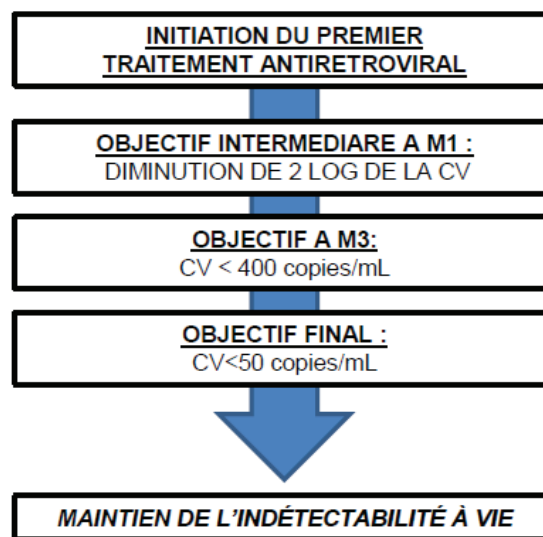 INITIATION DU PREMIER
TRAITEMENT ANTIRETROVIRAL
OBJECTIF INTERMEDIARE A M1 :
DIMINUTION DE 2 LOG DE LA CV
OBJECTIF A M3:
CV < 400 copies/mL
OBJECTIF FINAL :
CV<50 copies/mL
MAINTIEN DE L'INDÉTECTABILITÉ À VIE